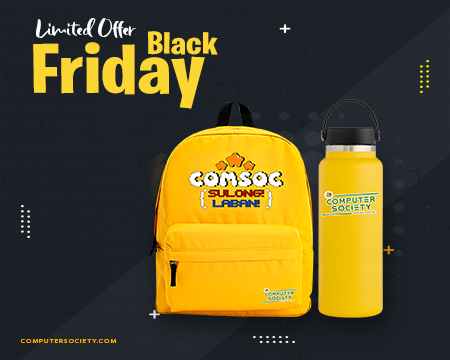 Limited Offer
Black
Friday
COMSOC
SULONG!
LABAN!
COMPUTER
SOCIETY
COMPUTER
SOCIETY
COMPUTERSOCIETY.COM